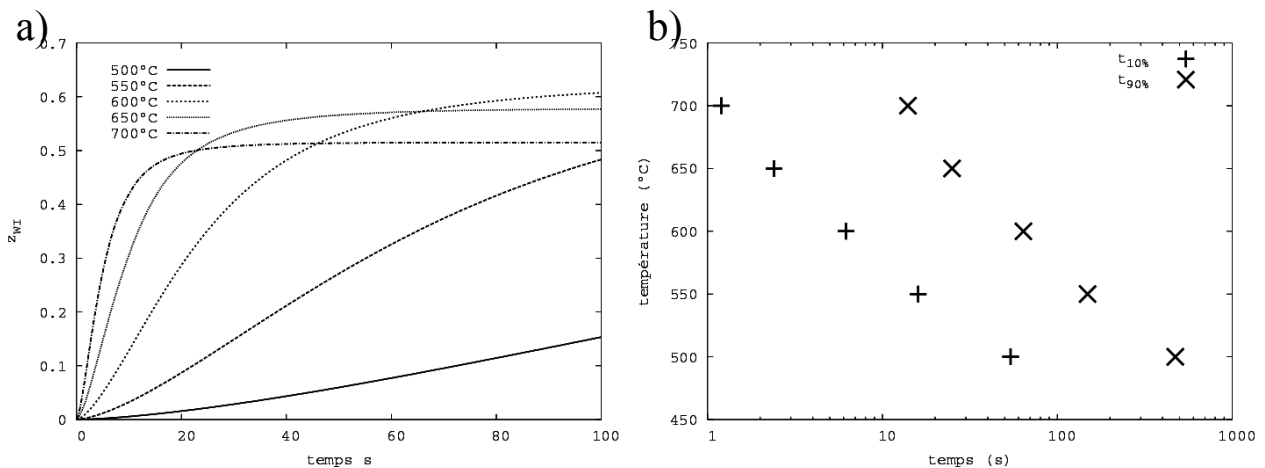 a)
0.7
0.6
0.5
0.4
0.3
0.2
0.1
0
z_WI
500°C
550°C
600°C
650°C
700°C
0 20 40 60 80 100
temps s
b)
750
700
650
600
550
500
450
température (°C)
t10%
t90%
1 10 100 1000
temps (s)